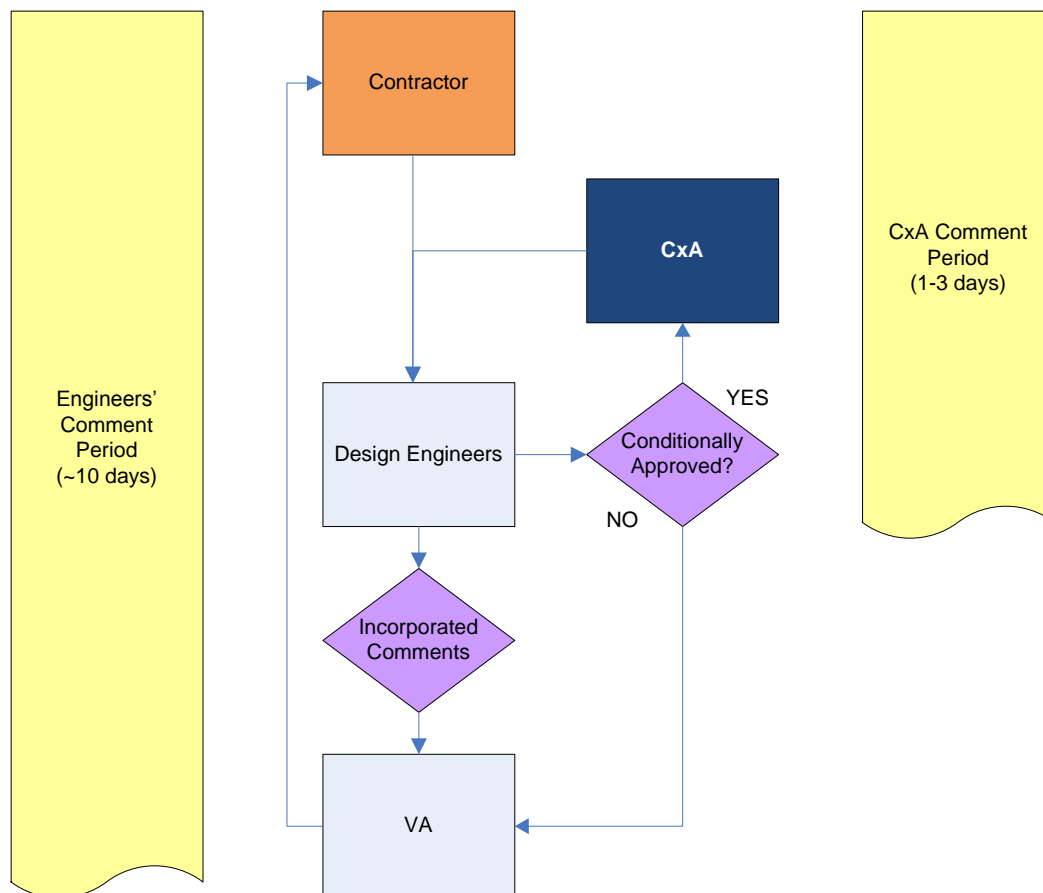 Contractor
CxA
CxA Comment
Period
(1-3 days)
Engineers’
Comment
Period
(~10 days)
Design Engineers
YES
Conditionally
Approved?
NO
Incorporated
Comments
VA